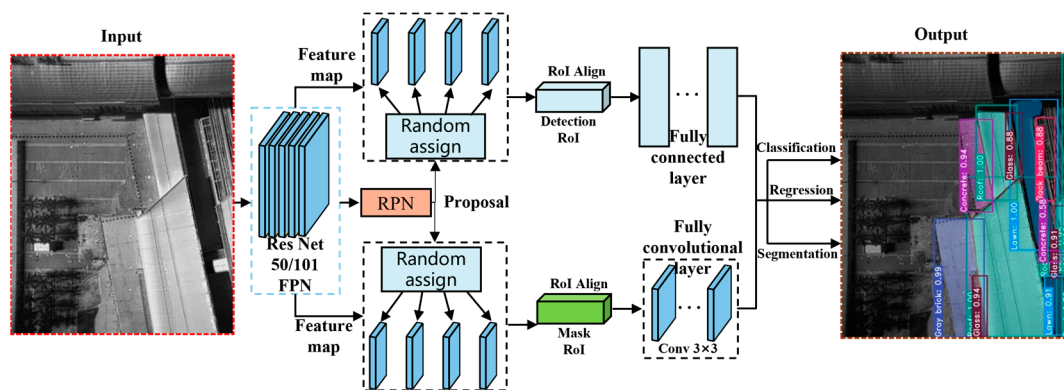 Input
Res Net
50/101
FPN
Feature
map
Feature
map
Random
assign
RPN
Proposal
Random
assign
RoI Align
Detection
RoI
RoI Align
Mask
RoI
Fully
connected
layer
Fully
convolutional
layer
Conv 3×3
Classification
Regression
Segmentation
Output
Concrete: 0.94
Roof: 1.00
Glass: 0.88
Lawn: 1.00
Concrete: 0.58
Glass: 0.91
Gray brick: 0.99
Glass: 0.94
Lawn: 0.91